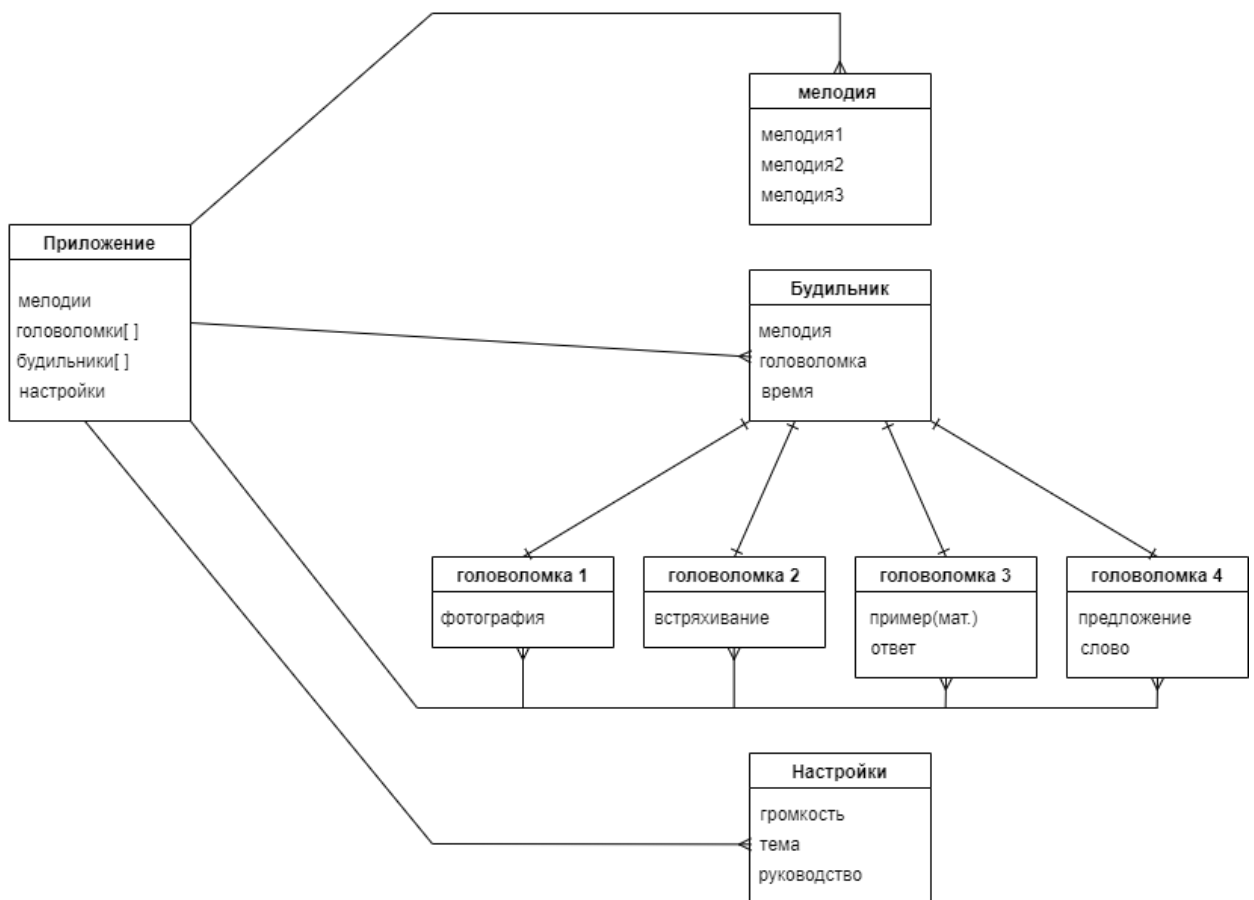 мелодия
мелодия1
мелодия2
мелодия3
Приложение
мелодии
головоломки[ ]
будильники[ ]
настройки
Будильник
мелодия
головоломка
время
головоломка 1
фотография
головоломка 2
встряхивание
головоломка 3
пример(мат.)
ответ
головоломка 4
предложение
слово
Настройки
громкость
тема
руководство